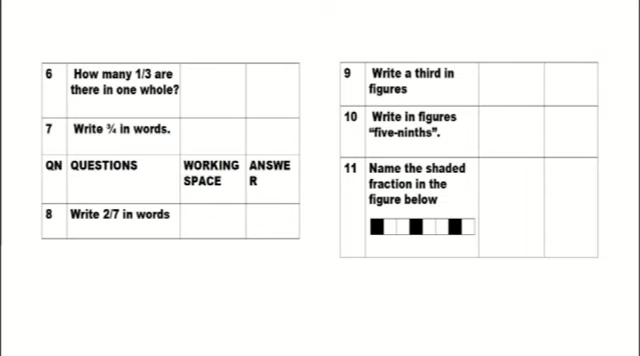 6 How many 1/3 are
there in one whole?
7 Write ¾ in words.
QN QUESTIONS WORKING ANSWE
SPACE R
8 Write 2/7 in words
9 Write a third in
figures
10 Write in figures
“five-ninths”.
11 Name the shaded
fraction in the
figure below